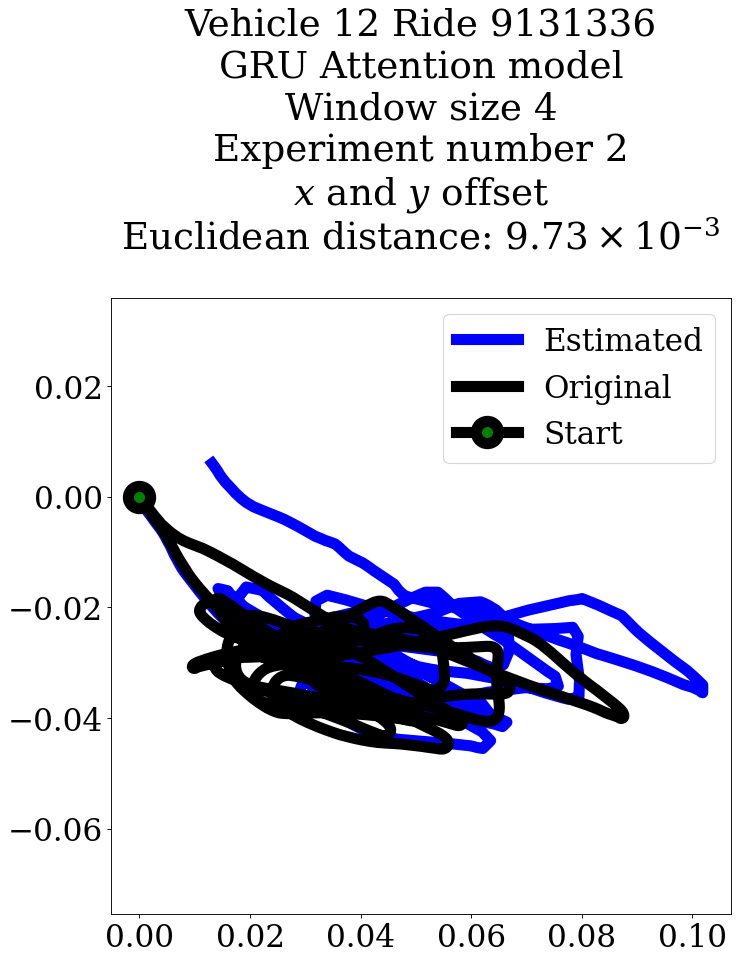 Vehicle 12 Ride 9131336
GRU Attention model
Window size 4
Experiment number 2
x and y offset
Euclidean distance: 9.73 × 10⁻³
Estimated
Original
Start
0.02
0.00
−0.02
−0.04
−0.06
0.00 0.02 0.04 0.06 0.08 0.10